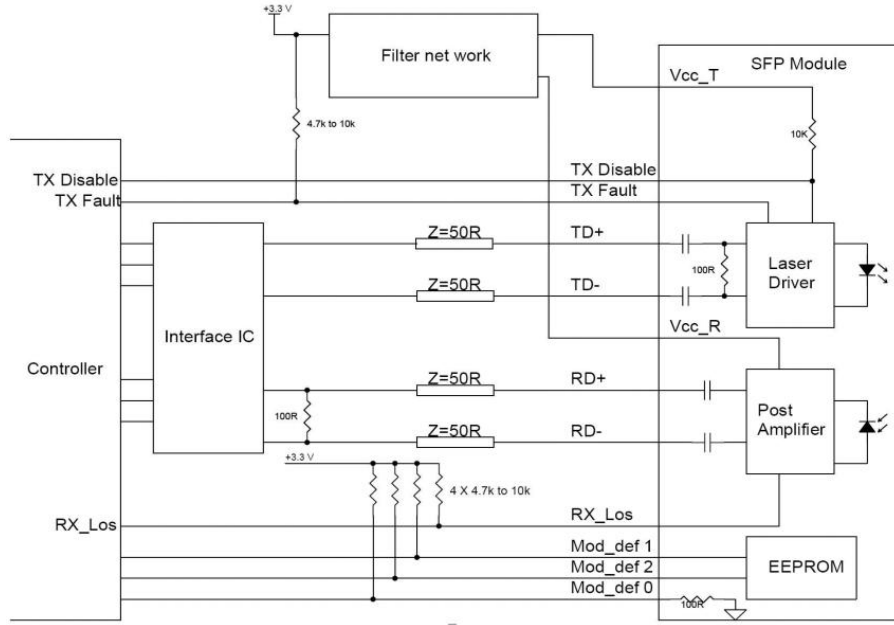 +3.3 V
Filter net work
SFP Module
Vcc_T
4.7k to 10k
10K
TX Disable
TX Disable
TX Fault
TX Fault
Z=50R
TD+
100R
Laser
Driver
Z=50R
TD-
Interface IC
Vcc_R
Controller
Z=50R
RD+
100R
Post
Amplifier
Z=50R
RD-
+3.3 V
4 X 4.7k to 10k
RX_Los
RX_Los
Mod_def 1
Mod_def 2
EEPROM
Mod_def 0
100R